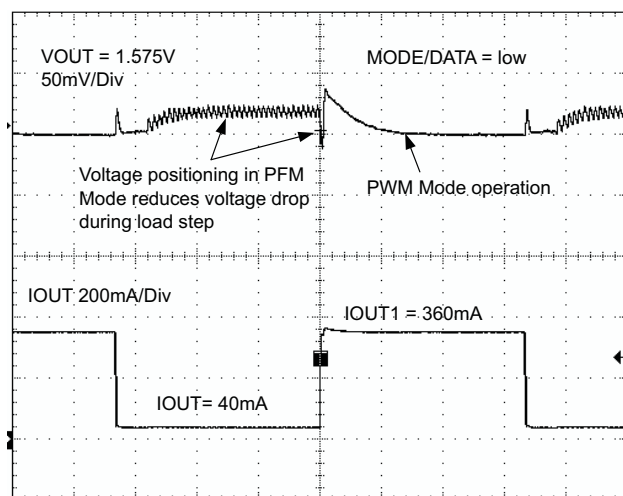 VOUT = 1.575V
50mV/Div
MODE/DATA = low
Voltage positioning in PFM
Mode reduces voltage drop
during load step
PWM Mode operation
IOUT 200mA/Div
IOUT1 = 360mA
IOUT= 40mA